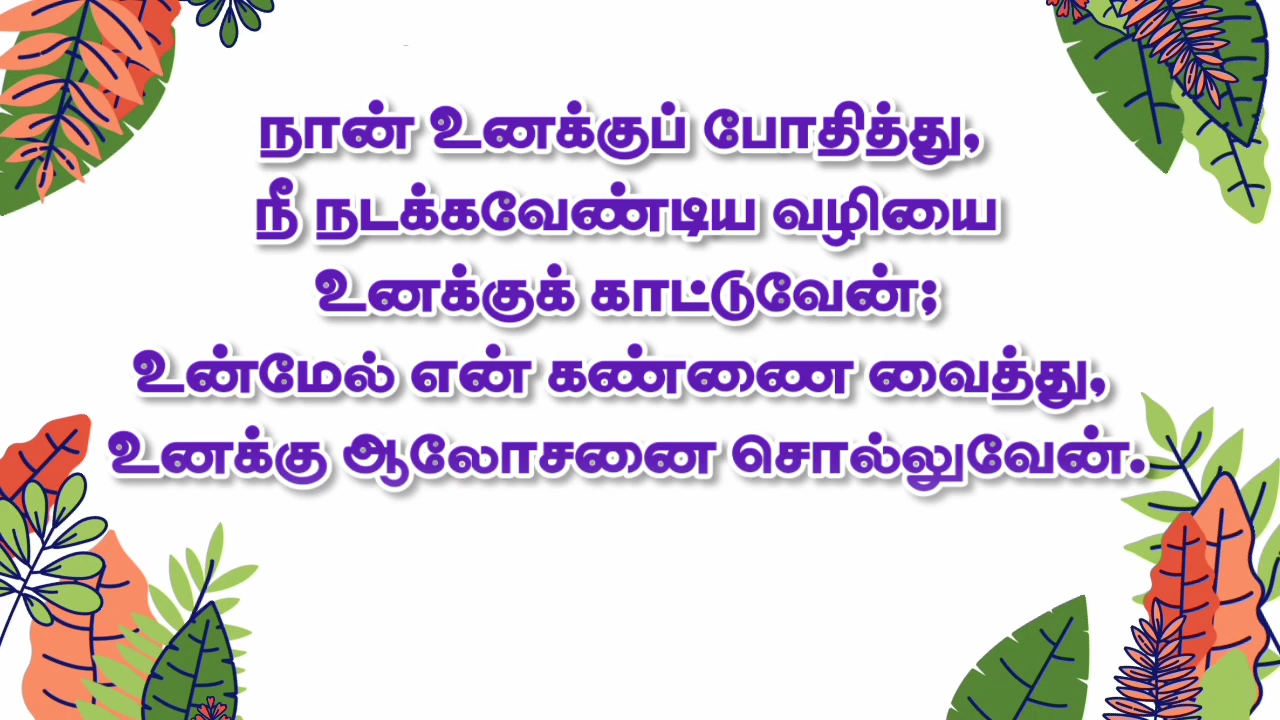 நான் உனக்குப் போதித்து,
நீ நடக்கவேண்டிய வழியை
உனக்குக் காட்டுவேன்;
உன்மேல் என் கண்ணை வைத்து,
உனக்கு ஆலோசனை சொல்லுவேன்.